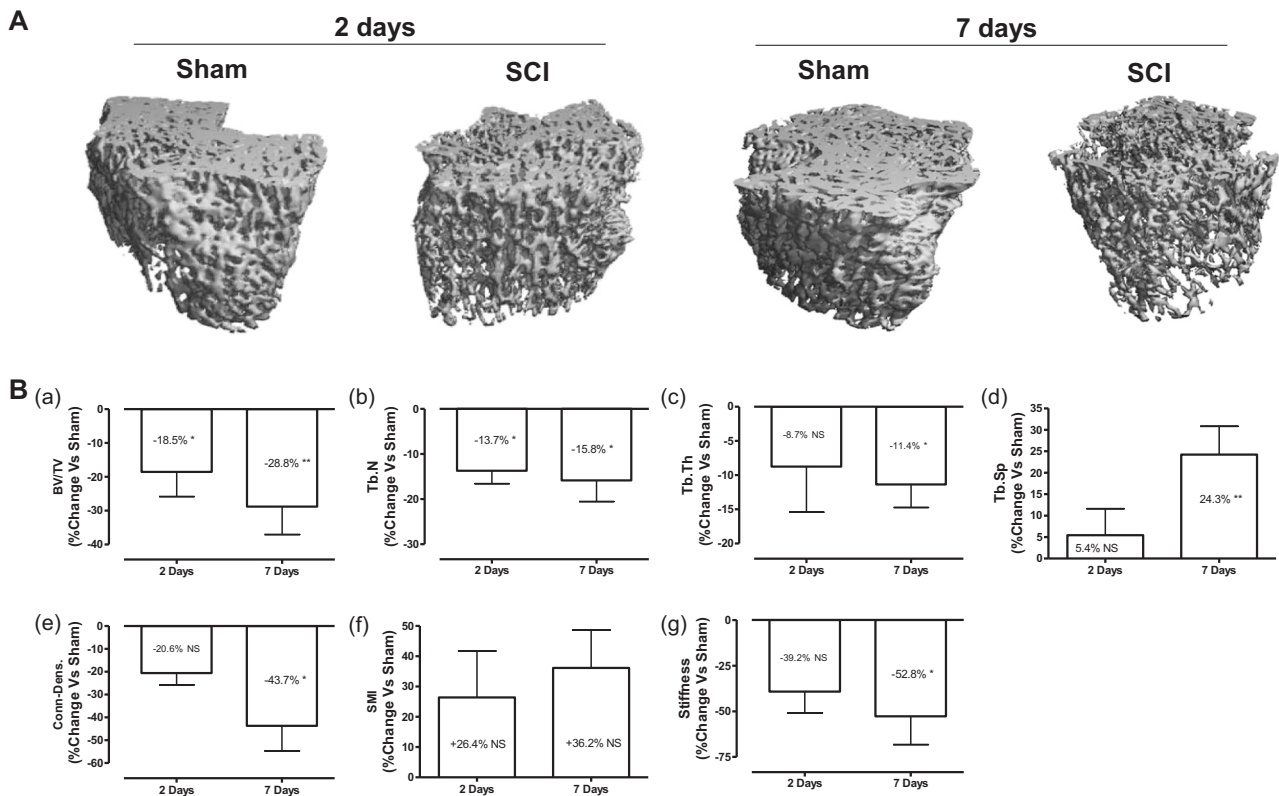 A
2 days
7 days
Sham
SCI
Sham
SCI
B
(a)
BV/TV
(%Change Vs Sham)
0
-10
-20
-30
-40
-18.5% *
-28.8% **
2 Days
7 Days
(b)
Tb.N
(%Change Vs Sham)
0
-10
-20
-30
-13.7% *
-15.8% *
2 Days
7 Days
(c)
Tb.Th
(%Change Vs Sham)
0
-5
-10
-15
-20
-8.7% NS
-11.4% *
2 Days
7 Days
(d)
Tb.Sp
(%Change Vs Sham)
35
30
25
20
15
10
5
0
5.4% NS
24.3% **
2 Days
7 Days
(e)
Conn-Dens.
(%Change Vs Sham)
0
-10
-20
-30
-40
-50
-60
-20.6% NS
-43.7% *
2 Days
7 Days
(f)
SMI
(%Change Vs Sham)
50
40
30
20
10
0
+26.4% NS
+36.2% NS
2 Days
7 Days
(g)
Stiffness
(%Change Vs Sham)
0
-25
-50
-75
-39.2% NS
-52.8% *
2 Days
7 Days